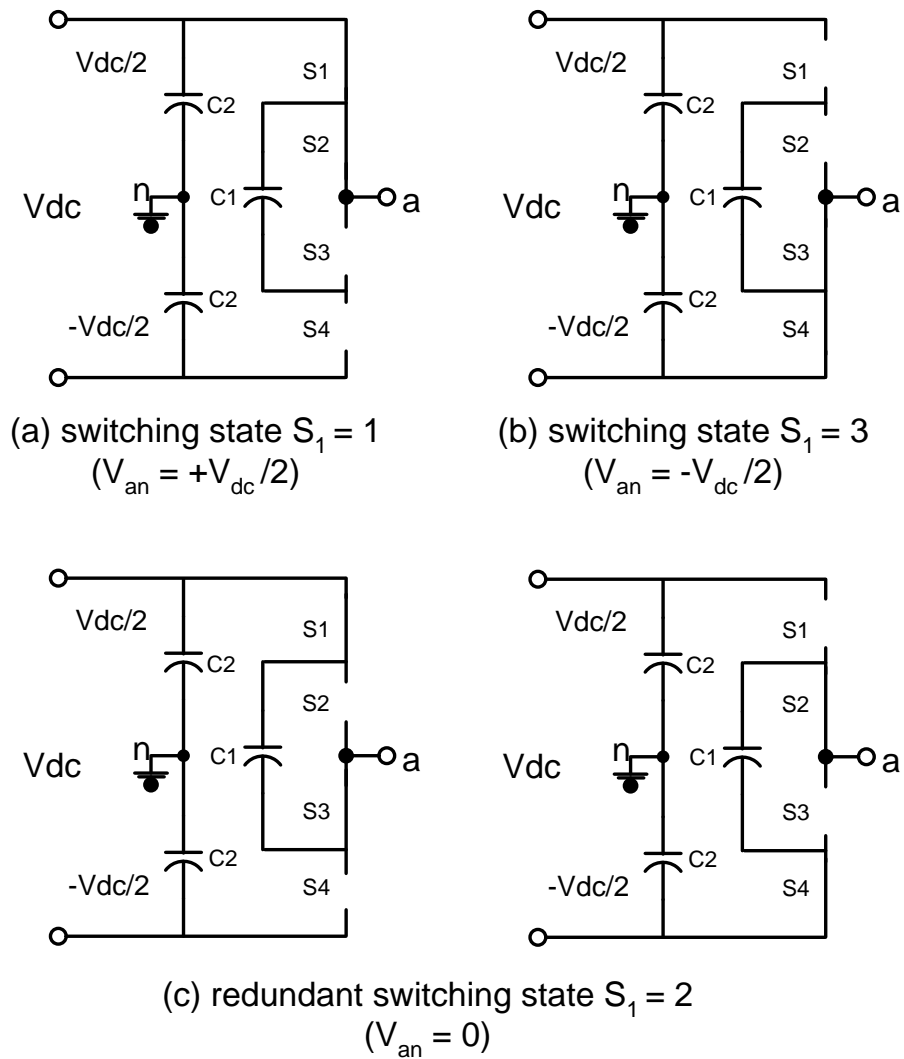 Vdc/2
S1
C2
S2
n
Vdc
C1
a
S3
C2
-Vdc/2
S4
(a) switching state S₁ = 1
(Vₐₙ = +V_dc/2)
Vdc/2
S1
C2
S2
n
Vdc
C1
a
S3
C2
-Vdc/2
S4
(b) switching state S₁ = 3
(Vₐₙ = -V_dc/2)
Vdc/2
S1
C2
S2
n
Vdc
C1
a
S3
C2
-Vdc/2
S4
Vdc/2
S1
C2
S2
n
Vdc
C1
a
S3
C2
-Vdc/2
S4
(c) redundant switching state S₁ = 2
(Vₐₙ = 0)